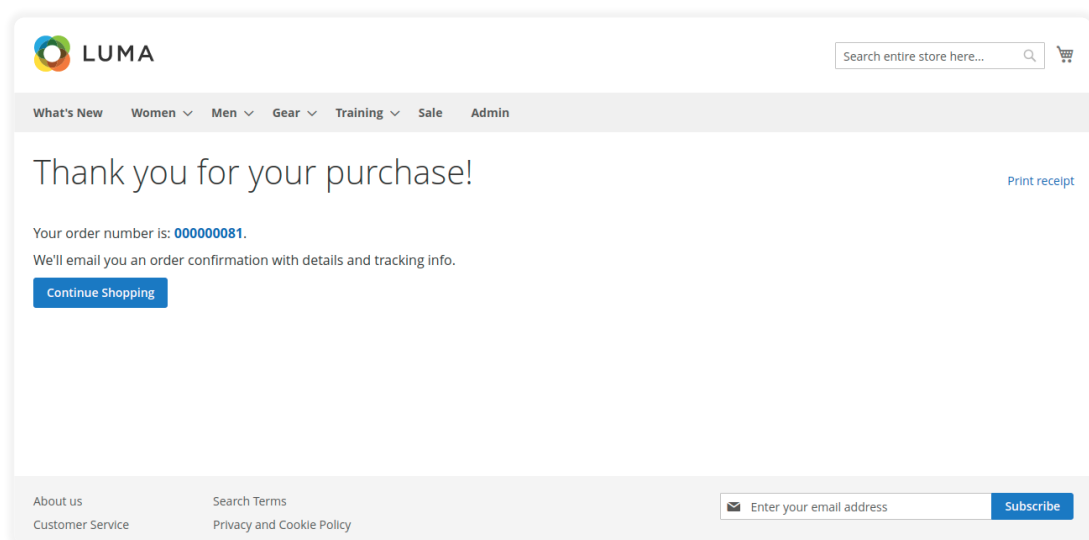 LUMA
Search entire store here...
What's New Women Men Gear Training Sale Admin
Thank you for your purchase!
Print receipt
Your order number is: 000000081.
We'll email you an order confirmation with details and tracking info.
Continue Shopping
About us Search Terms Enter your email address Subscribe
Customer Service Privacy and Cookie Policy